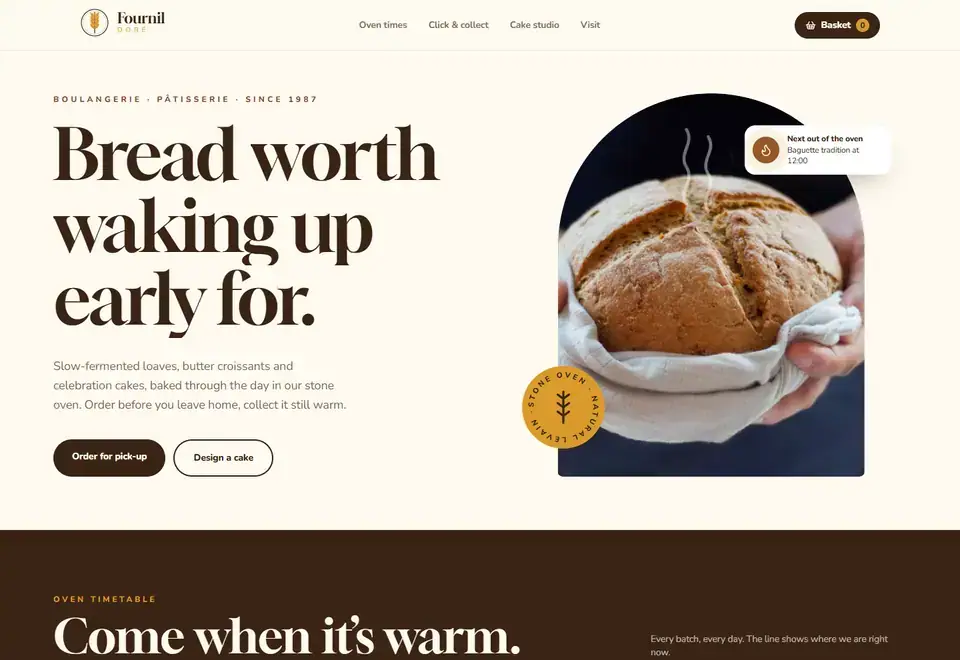 Fournil
DORÉ
Oven times
Click & collect
Cake studio
Visit
Basket 0
BOULANGERIE · PÂTISSERIE · SINCE 1987
Bread worth
waking up
early for.
Slow-fermented loaves, butter croissants and
celebration cakes, baked through the day in our stone
oven. Order before you leave home, collect it still warm.
Order for pick-up
Design a cake
Next out of the oven
Baguette tradition at
12:00
STONE OVEN · NATURAL LEVAIN ·
OVEN TIMETABLE
Come when it’s warm.
Every batch, every day. The line shows where we are right
now.